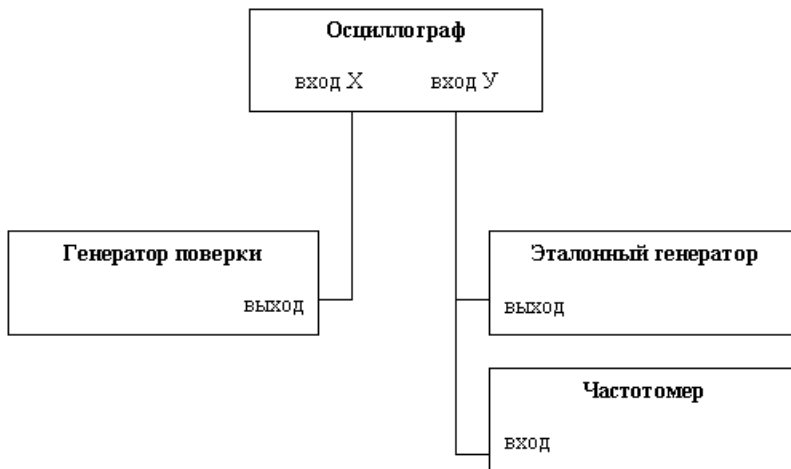 Осциллограф
вход X вход У
Генератор поверки
выход
Эталонный генератор
выход
Частотомер
вход